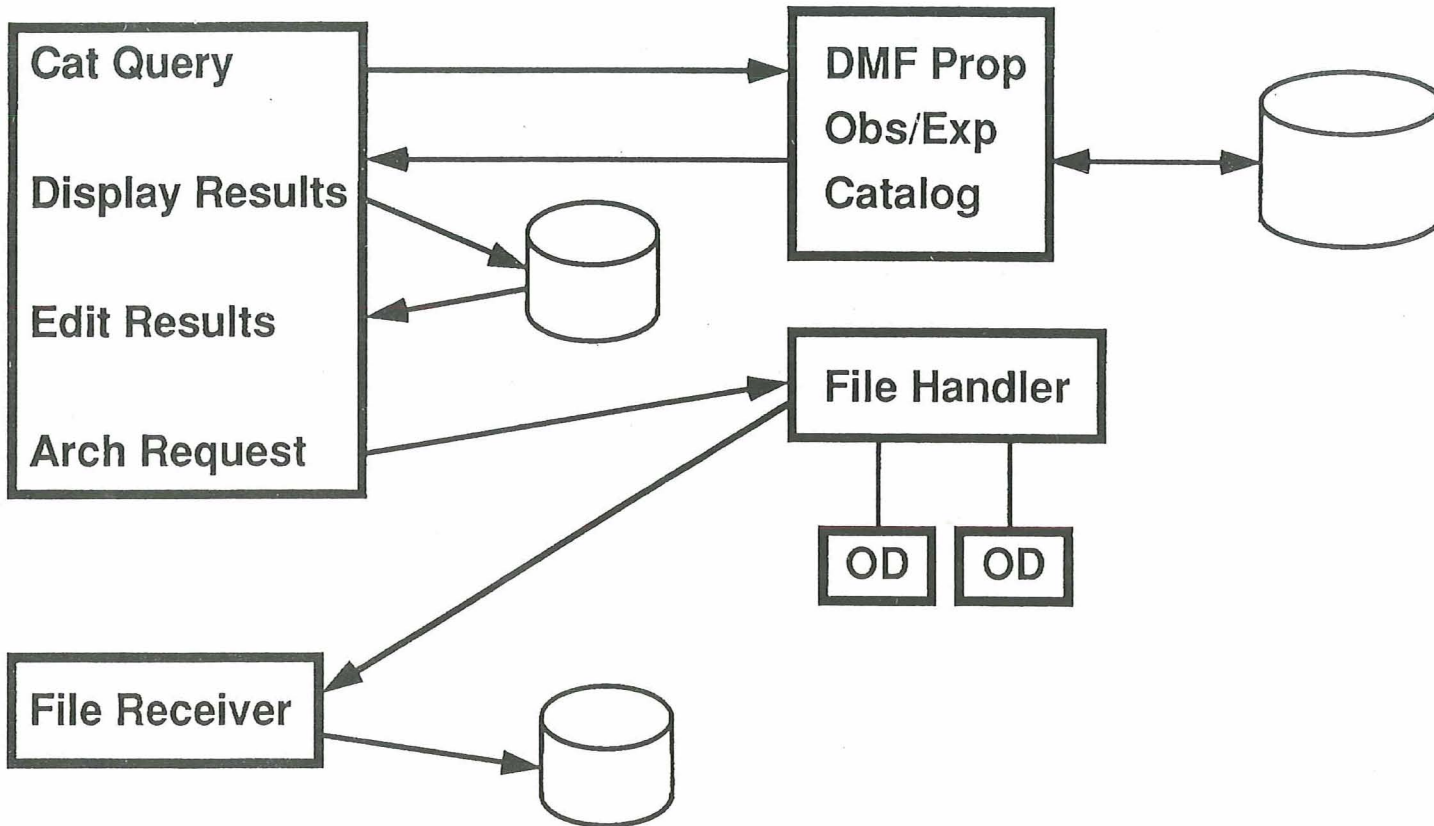 Cat Query
Display Results
Edit Results
Arch Request
DMF Prop
Obs/Exp
Catalog
File Handler
OD
OD
File Receiver